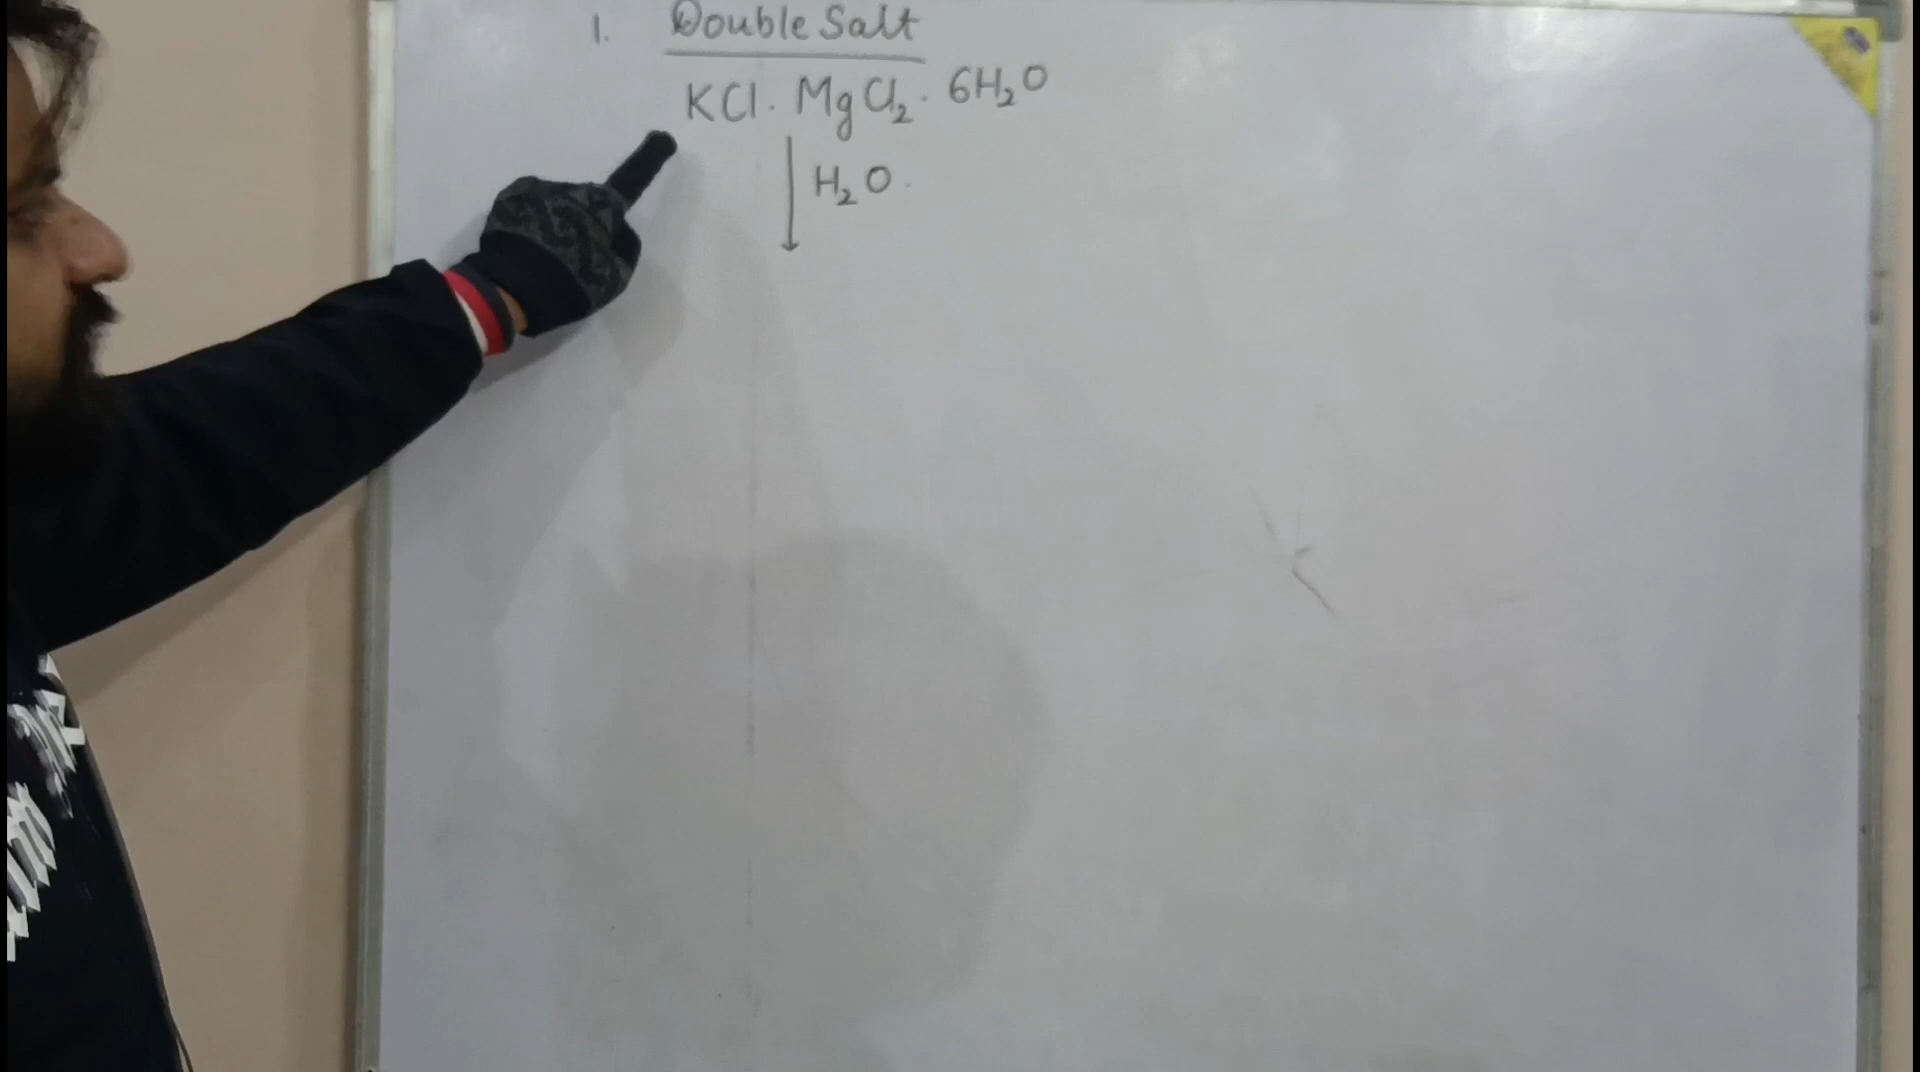 1. Double Salt
KCl. MgCl₂. 6H₂O
H₂O.